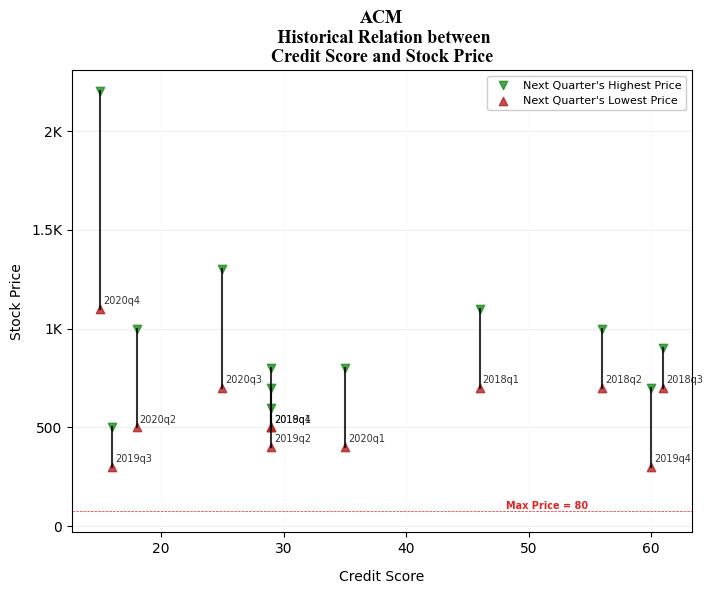 ACM
Historical Relation between
Credit Score and Stock Price
Next Quarter's Highest Price
Next Quarter's Lowest Price
2K
1.5K
1K
500
0
Stock Price
2020q4
2020q3
2018q1
2018q2
2018q3
2020q2
2019q2
2020q1
2019q3
2019q4
Max Price = 80
20
30
40
50
60
Credit Score